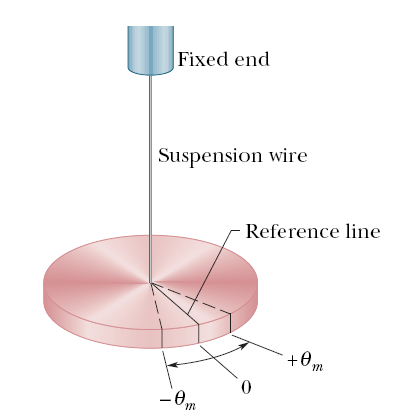 Fixed end
Suspension wire
Reference line
+θm
0
−θm